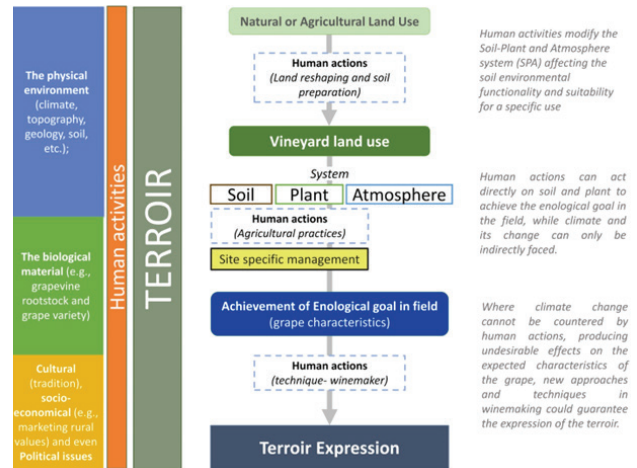 The physical
environment
(climate,
topography,
geology, soil,
etc.);
The biological
material (e.g.,
grapevine
rootstock and
grape variety)
Cultural
(tradition),
socio-
economical (e.g.,
marketing rural
values) and even
Political issues
Human activities
TERROIR
Natural or Agricultural Land Use
Human actions
(Land reshaping and soil
preparation)
Vineyard land use
System
Soil
Plant
Atmosphere
Human actions
(Agricultural practices)
Site specific management
Achievement of Enological goal in field
(grape characteristics)
Human actions
(technique- winemaker)
Terroir Expression
Human activities modify the
Soil-Plant and Atmosphere
system (SPA) affecting the
soil environmental
functionality and suitability
for a specific use
Human actions can act
directly on soil and plant to
achieve the enological goal in
the field, while climate and
its change can only be
indirectly faced.
Where climate change
cannot be countered by
human actions, producing
undesirable effects on the
expected characteristics of
the grape, new approaches
and techniques in
winemaking could guarantee
the expression of the terroir.